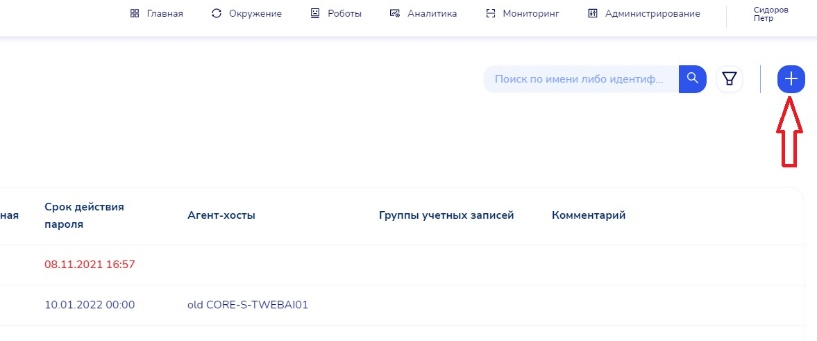 Главная Окружение Роботы Аналитика Мониторинг Администрирование Сидоров
Петр
Поиск по имени либо идентиф...
ная Срок действия пароля Агент-хосты Группы учетных записей Комментарий
08.11.2021 16:57
10.01.2022 00:00 old CORE-S-TWEBAI01